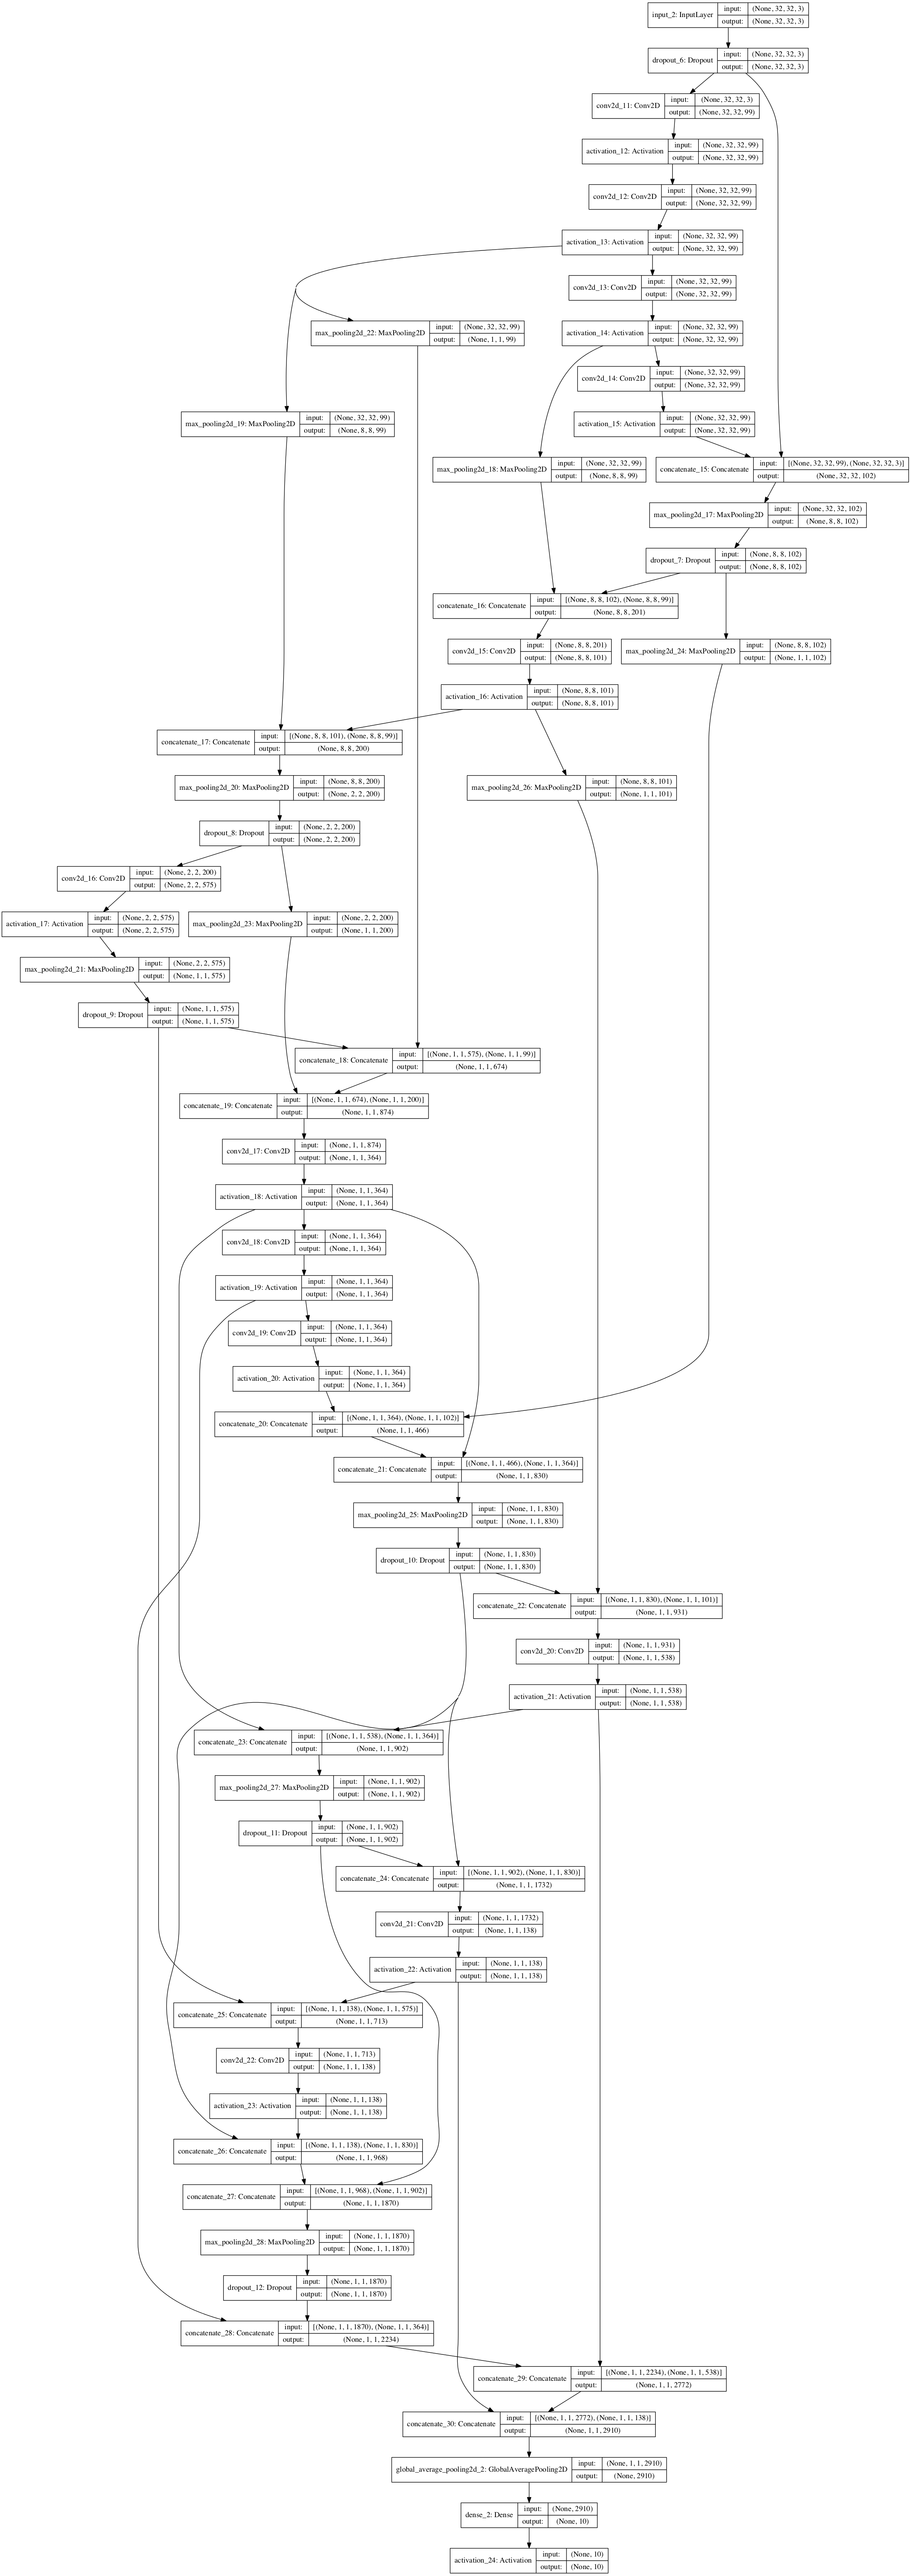 input_2: InputLayer
input: (None, 32, 32, 3)
output: (None, 32, 32, 3)
dropout_6: Dropout
input: (None, 32, 32, 3)
output: (None, 32, 32, 3)
conv2d_11: Conv2D
input: (None, 32, 32, 3)
output: (None, 32, 32, 99)
activation_12: Activation
input: (None, 32, 32, 99)
output: (None, 32, 32, 99)
conv2d_12: Conv2D
input: (None, 32, 32, 99)
output: (None, 32, 32, 99)
activation_13: Activation
input: (None, 32, 32, 99)
output: (None, 32, 32, 99)
conv2d_13: Conv2D
input: (None, 32, 32, 99)
output: (None, 32, 32, 99)
max_pooling2d_22: MaxPooling2D
input: (None, 32, 32, 99)
output: (None, 1, 1, 99)
activation_14: Activation
input: (None, 32, 32, 99)
output: (None, 32, 32, 99)
conv2d_14: Conv2D
input: (None, 32, 32, 99)
output: (None, 32, 32, 99)
max_pooling2d_19: MaxPooling2D
input: (None, 32, 32, 99)
output: (None, 8, 8, 99)
activation_15: Activation
input: (None, 32, 32, 99)
output: (None, 32, 32, 99)
max_pooling2d_18: MaxPooling2D
input: (None, 32, 32, 99)
output: (None, 8, 8, 99)
concatenate_15: Concatenate
input: [(None, 32, 32, 99), (None, 32, 32, 3)]
output: (None, 32, 32, 102)
max_pooling2d_17: MaxPooling2D
input: (None, 32, 32, 102)
output: (None, 8, 8, 102)
dropout_7: Dropout
input: (None, 8, 8, 102)
output: (None, 8, 8, 102)
concatenate_16: Concatenate
input: [(None, 8, 8, 102), (None, 8, 8, 99)]
output: (None, 8, 8, 201)
conv2d_15: Conv2D
input: (None, 8, 8, 201)
output: (None, 8, 8, 101)
max_pooling2d_24: MaxPooling2D
input: (None, 8, 8, 102)
output: (None, 1, 1, 102)
activation_16: Activation
input: (None, 8, 8, 101)
output: (None, 8, 8, 101)
concatenate_17: Concatenate
input: [(None, 8, 8, 101), (None, 8, 8, 99)]
output: (None, 8, 8, 200)
max_pooling2d_20: MaxPooling2D
input: (None, 8, 8, 200)
output: (None, 2, 2, 200)
max_pooling2d_26: MaxPooling2D
input: (None, 8, 8, 101)
output: (None, 1, 1, 101)
dropout_8: Dropout
input: (None, 2, 2, 200)
output: (None, 2, 2, 200)
conv2d_16: Conv2D
input: (None, 2, 2, 200)
output: (None, 2, 2, 575)
activation_17: Activation
input: (None, 2, 2, 575)
output: (None, 2, 2, 575)
max_pooling2d_23: MaxPooling2D
input: (None, 2, 2, 200)
output: (None, 1, 1, 200)
max_pooling2d_21: MaxPooling2D
input: (None, 2, 2, 575)
output: (None, 1, 1, 575)
dropout_9: Dropout
input: (None, 1, 1, 575)
output: (None, 1, 1, 575)
concatenate_18: Concatenate
input: [(None, 1, 1, 575), (None, 1, 1, 99)]
output: (None, 1, 1, 674)
concatenate_19: Concatenate
input: [(None, 1, 1, 674), (None, 1, 1, 200)]
output: (None, 1, 1, 874)
conv2d_17: Conv2D
input: (None, 1, 1, 874)
output: (None, 1, 1, 364)
activation_18: Activation
input: (None, 1, 1, 364)
output: (None, 1, 1, 364)
conv2d_18: Conv2D
input: (None, 1, 1, 364)
output: (None, 1, 1, 364)
activation_19: Activation
input: (None, 1, 1, 364)
output: (None, 1, 1, 364)
conv2d_19: Conv2D
input: (None, 1, 1, 364)
output: (None, 1, 1, 364)
activation_20: Activation
input: (None, 1, 1, 364)
output: (None, 1, 1, 364)
concatenate_20: Concatenate
input: [(None, 1, 1, 364), (None, 1, 1, 102)]
output: (None, 1, 1, 466)
concatenate_21: Concatenate
input: [(None, 1, 1, 466), (None, 1, 1, 364)]
output: (None, 1, 1, 830)
max_pooling2d_25: MaxPooling2D
input: (None, 1, 1, 830)
output: (None, 1, 1, 830)
dropout_10: Dropout
input: (None, 1, 1, 830)
output: (None, 1, 1, 830)
concatenate_22: Concatenate
input: [(None, 1, 1, 830), (None, 1, 1, 101)]
output: (None, 1, 1, 931)
conv2d_20: Conv2D
input: (None, 1, 1, 931)
output: (None, 1, 1, 538)
activation_21: Activation
input: (None, 1, 1, 538)
output: (None, 1, 1, 538)
concatenate_23: Concatenate
input: [(None, 1, 1, 538), (None, 1, 1, 364)]
output: (None, 1, 1, 902)
max_pooling2d_27: MaxPooling2D
input: (None, 1, 1, 902)
output: (None, 1, 1, 902)
dropout_11: Dropout
input: (None, 1, 1, 902)
output: (None, 1, 1, 902)
concatenate_24: Concatenate
input: [(None, 1, 1, 902), (None, 1, 1, 830)]
output: (None, 1, 1, 1732)
conv2d_21: Conv2D
input: (None, 1, 1, 1732)
output: (None, 1, 1, 138)
activation_22: Activation
input: (None, 1, 1, 138)
output: (None, 1, 1, 138)
concatenate_25: Concatenate
input: [(None, 1, 1, 138), (None, 1, 1, 575)]
output: (None, 1, 1, 713)
conv2d_22: Conv2D
input: (None, 1, 1, 713)
output: (None, 1, 1, 138)
activation_23: Activation
input: (None, 1, 1, 138)
output: (None, 1, 1, 138)
concatenate_26: Concatenate
input: [(None, 1, 1, 138), (None, 1, 1, 830)]
output: (None, 1, 1, 968)
concatenate_27: Concatenate
input: [(None, 1, 1, 968), (None, 1, 1, 902)]
output: (None, 1, 1, 1870)
max_pooling2d_28: MaxPooling2D
input: (None, 1, 1, 1870)
output: (None, 1, 1, 1870)
dropout_12: Dropout
input: (None, 1, 1, 1870)
output: (None, 1, 1, 1870)
concatenate_28: Concatenate
input: [(None, 1, 1, 1870), (None, 1, 1, 364)]
output: (None, 1, 1, 2234)
concatenate_29: Concatenate
input: [(None, 1, 1, 2234), (None, 1, 1, 538)]
output: (None, 1, 1, 2772)
concatenate_30: Concatenate
input: [(None, 1, 1, 2772), (None, 1, 1, 138)]
output: (None, 1, 1, 2910)
global_average_pooling2d_2: GlobalAveragePooling2D
input: (None, 1, 1, 2910)
output: (None, 2910)
dense_2: Dense
input: (None, 2910)
output: (None, 10)
activation_24: Activation
input: (None, 10)
output: (None, 10)